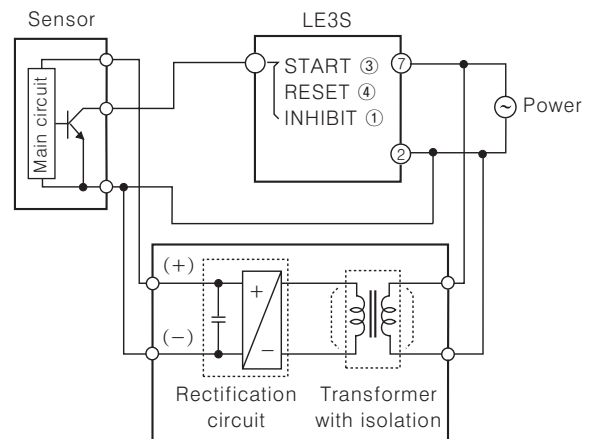 Sensor
LE3S
Main circuit
START ③
RESET ④
INHIBIT ①
⑦
②
~
Power
(+)
(−)
+
−
Rectification
circuit
Transformer
with isolation